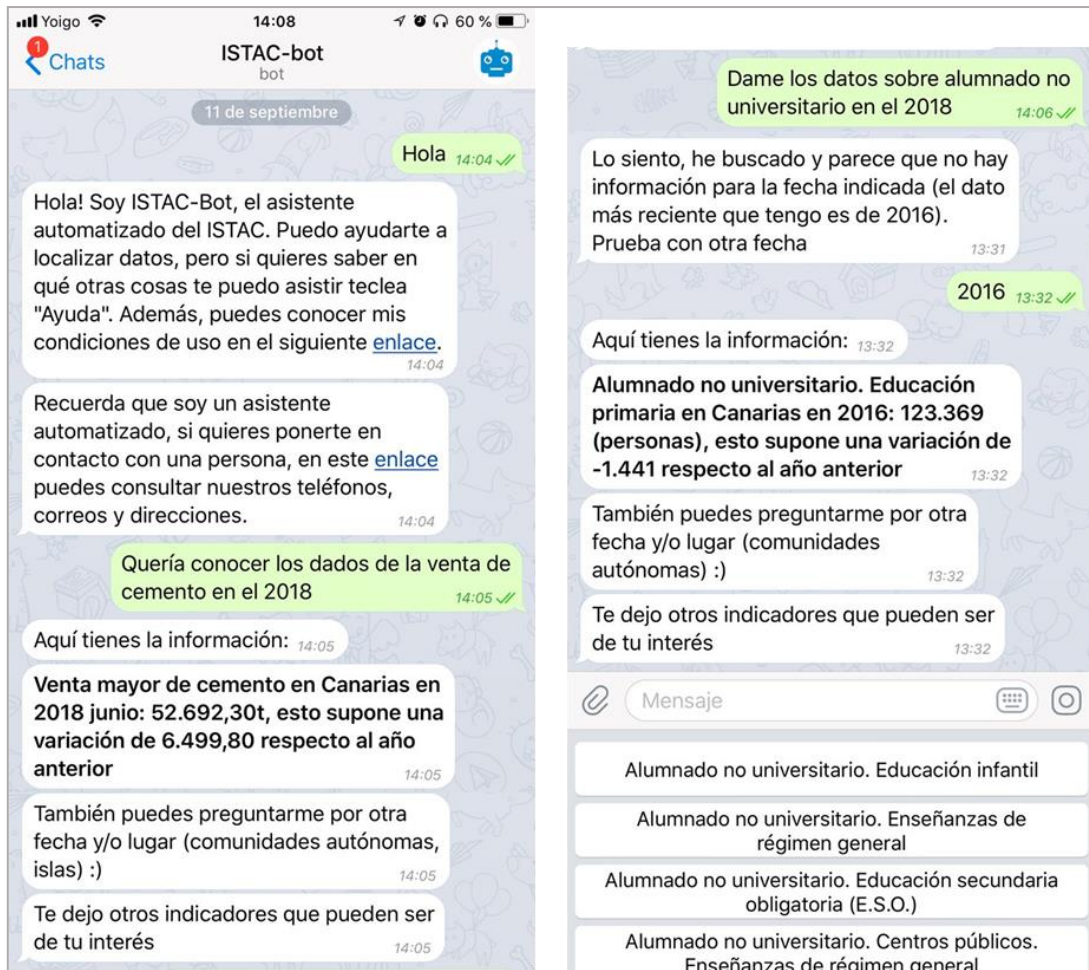 Yoigo 14:08 60 %
1
Chats
ISTAC-bot
bot
11 de septiembre
Hola 14:04
Hola! Soy ISTAC-Bot, el asistente
automatizado del ISTAC. Puedo ayudarte a
localizar datos, pero si quieres saber en
qué otras cosas te puedo asistir teclea
"Ayuda". Además, puedes conocer mis
condiciones de uso en el siguiente enlace.
14:04
Recuerda que soy un asistente
automatizado, si quieres ponerte en
contacto con una persona, en este enlace
puedes consultar nuestros teléfonos,
correos y direcciones. 14:04
Quería conocer los dados de la venta de
cemento en el 2018 14:05
Aquí tienes la información: 14:05
Venta mayor de cemento en Canarias en
2018 junio: 52.692,30t, esto supone una
variación de 6.499,80 respecto al año
anterior 14:05
También puedes preguntarme por otra
fecha y/o lugar (comunidades autónomas,
islas) :) 14:05
Te dejo otros indicadores que pueden ser
de tu interés 14:05
Dame los datos sobre alumnado no
universitario en el 2018 14:06
Lo siento, he buscado y parece que no hay
información para la fecha indicada (el dato
más reciente que tengo es de 2016).
Prueba con otra fecha 13:31
2016 13:32
Aquí tienes la información: 13:32
Alumnado no universitario. Educación
primaria en Canarias en 2016: 123.369
(personas), esto supone una variación de
-1.441 respecto al año anterior 13:32
También puedes preguntarme por otra
fecha y/o lugar (comunidades
autónomas) :) 13:32
Te dejo otros indicadores que pueden ser
de tu interés 13:32
Mensaje
Alumnado no universitario. Educación infantil
Alumnado no universitario. Enseñanzas de
régimen general
Alumnado no universitario. Educación secundaria
obligatoria (E.S.O.)
Alumnado no universitario. Centros públicos.
Enseñanzas de régimen general